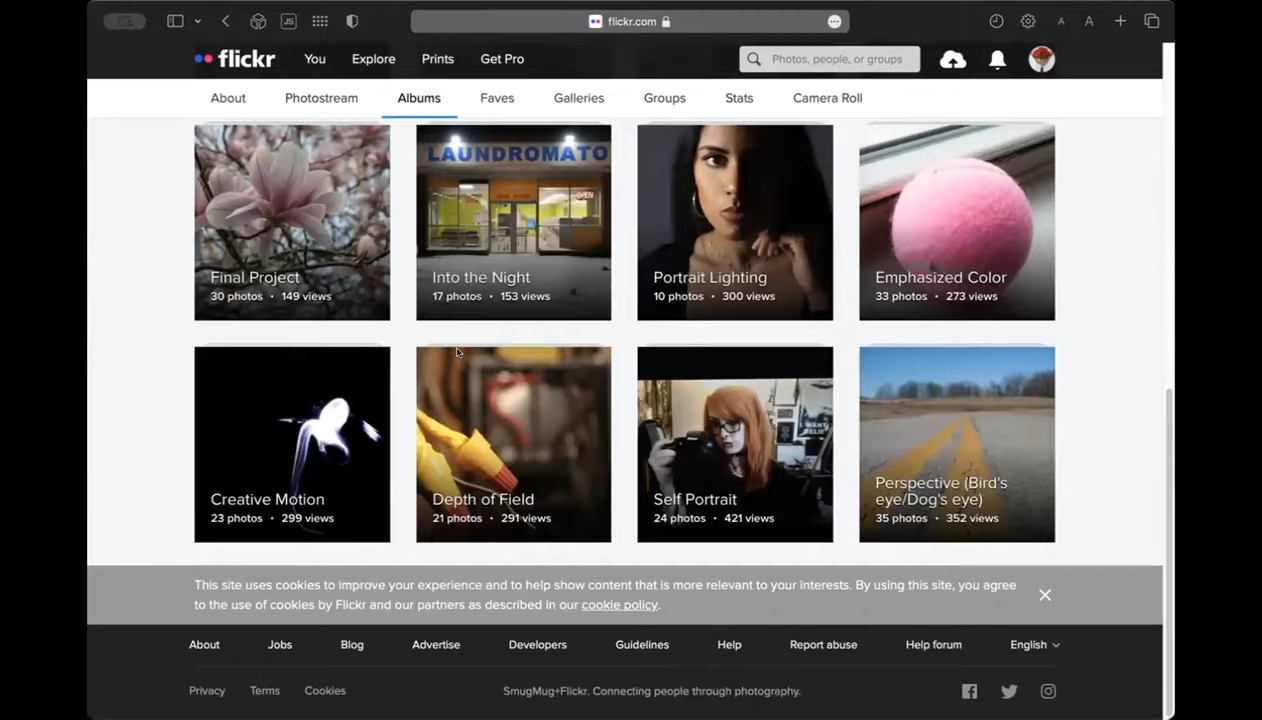 JS
flickr.com
A
A
flickr
You
Explore
Prints
Get Pro
Photos, people, or groups
About
Photostream
Albums
Faves
Galleries
Groups
Stats
Camera Roll
LAUNDROMATO
OPEN
Final Project
30 photos • 149 views
Into the Night
17 photos • 153 views
Portrait Lighting
10 photos • 300 views
Emphasized Color
33 photos • 273 views
I WANT
Creative Motion
23 photos • 299 views
Depth of Field
21 photos • 291 views
Self Portrait
24 photos • 421 views
Perspective (Bird's
eye/Dog's eye)
35 photos • 352 views
This site uses cookies to improve your experience and to help show content that is more relevant to your interests. By using this site, you agree
to the use of cookies by Flickr and our partners as described in our cookie policy.
About
Jobs
Blog
Advertise
Developers
Guidelines
Help
Report abuse
Help forum
English
Privacy
Terms
Cookies
SmugMug+Flickr. Connecting people through photography.